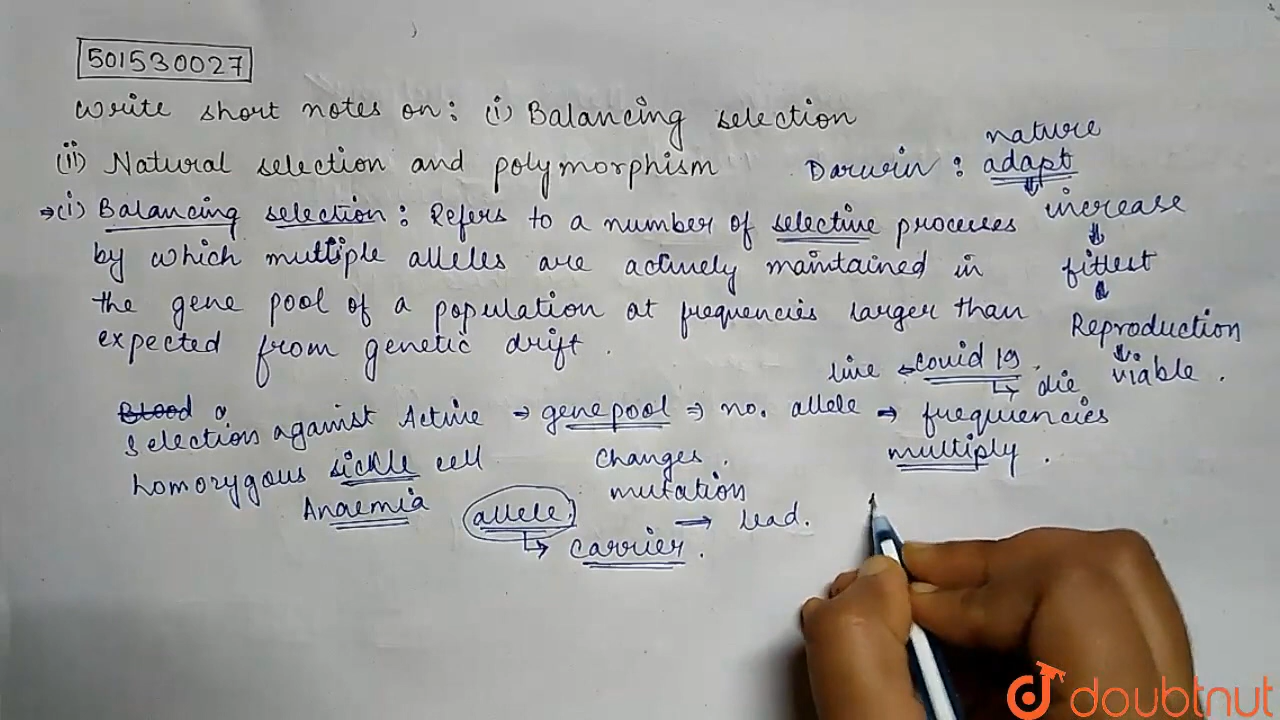 501530027
Write short notes on: (i) Balancing selection
(ii) Natural selection and polymorphism
Darwin : nature
adapt
increase
fittest
Reproduction
viable.
→(i) Balancing selection: Refers to a number of selective processes
by which multiple alleles are actively maintained in
the gene pool of a population at frequencies larger than
expected from genetic drift.
live covid 19.
die
Blood
Selection against Active → gene pool → no. allele → frequencies
homozygous sickle cell
Anaemia
changes.
mutation
→ lead.
multiply.
allele.
carrier.
doubtnut